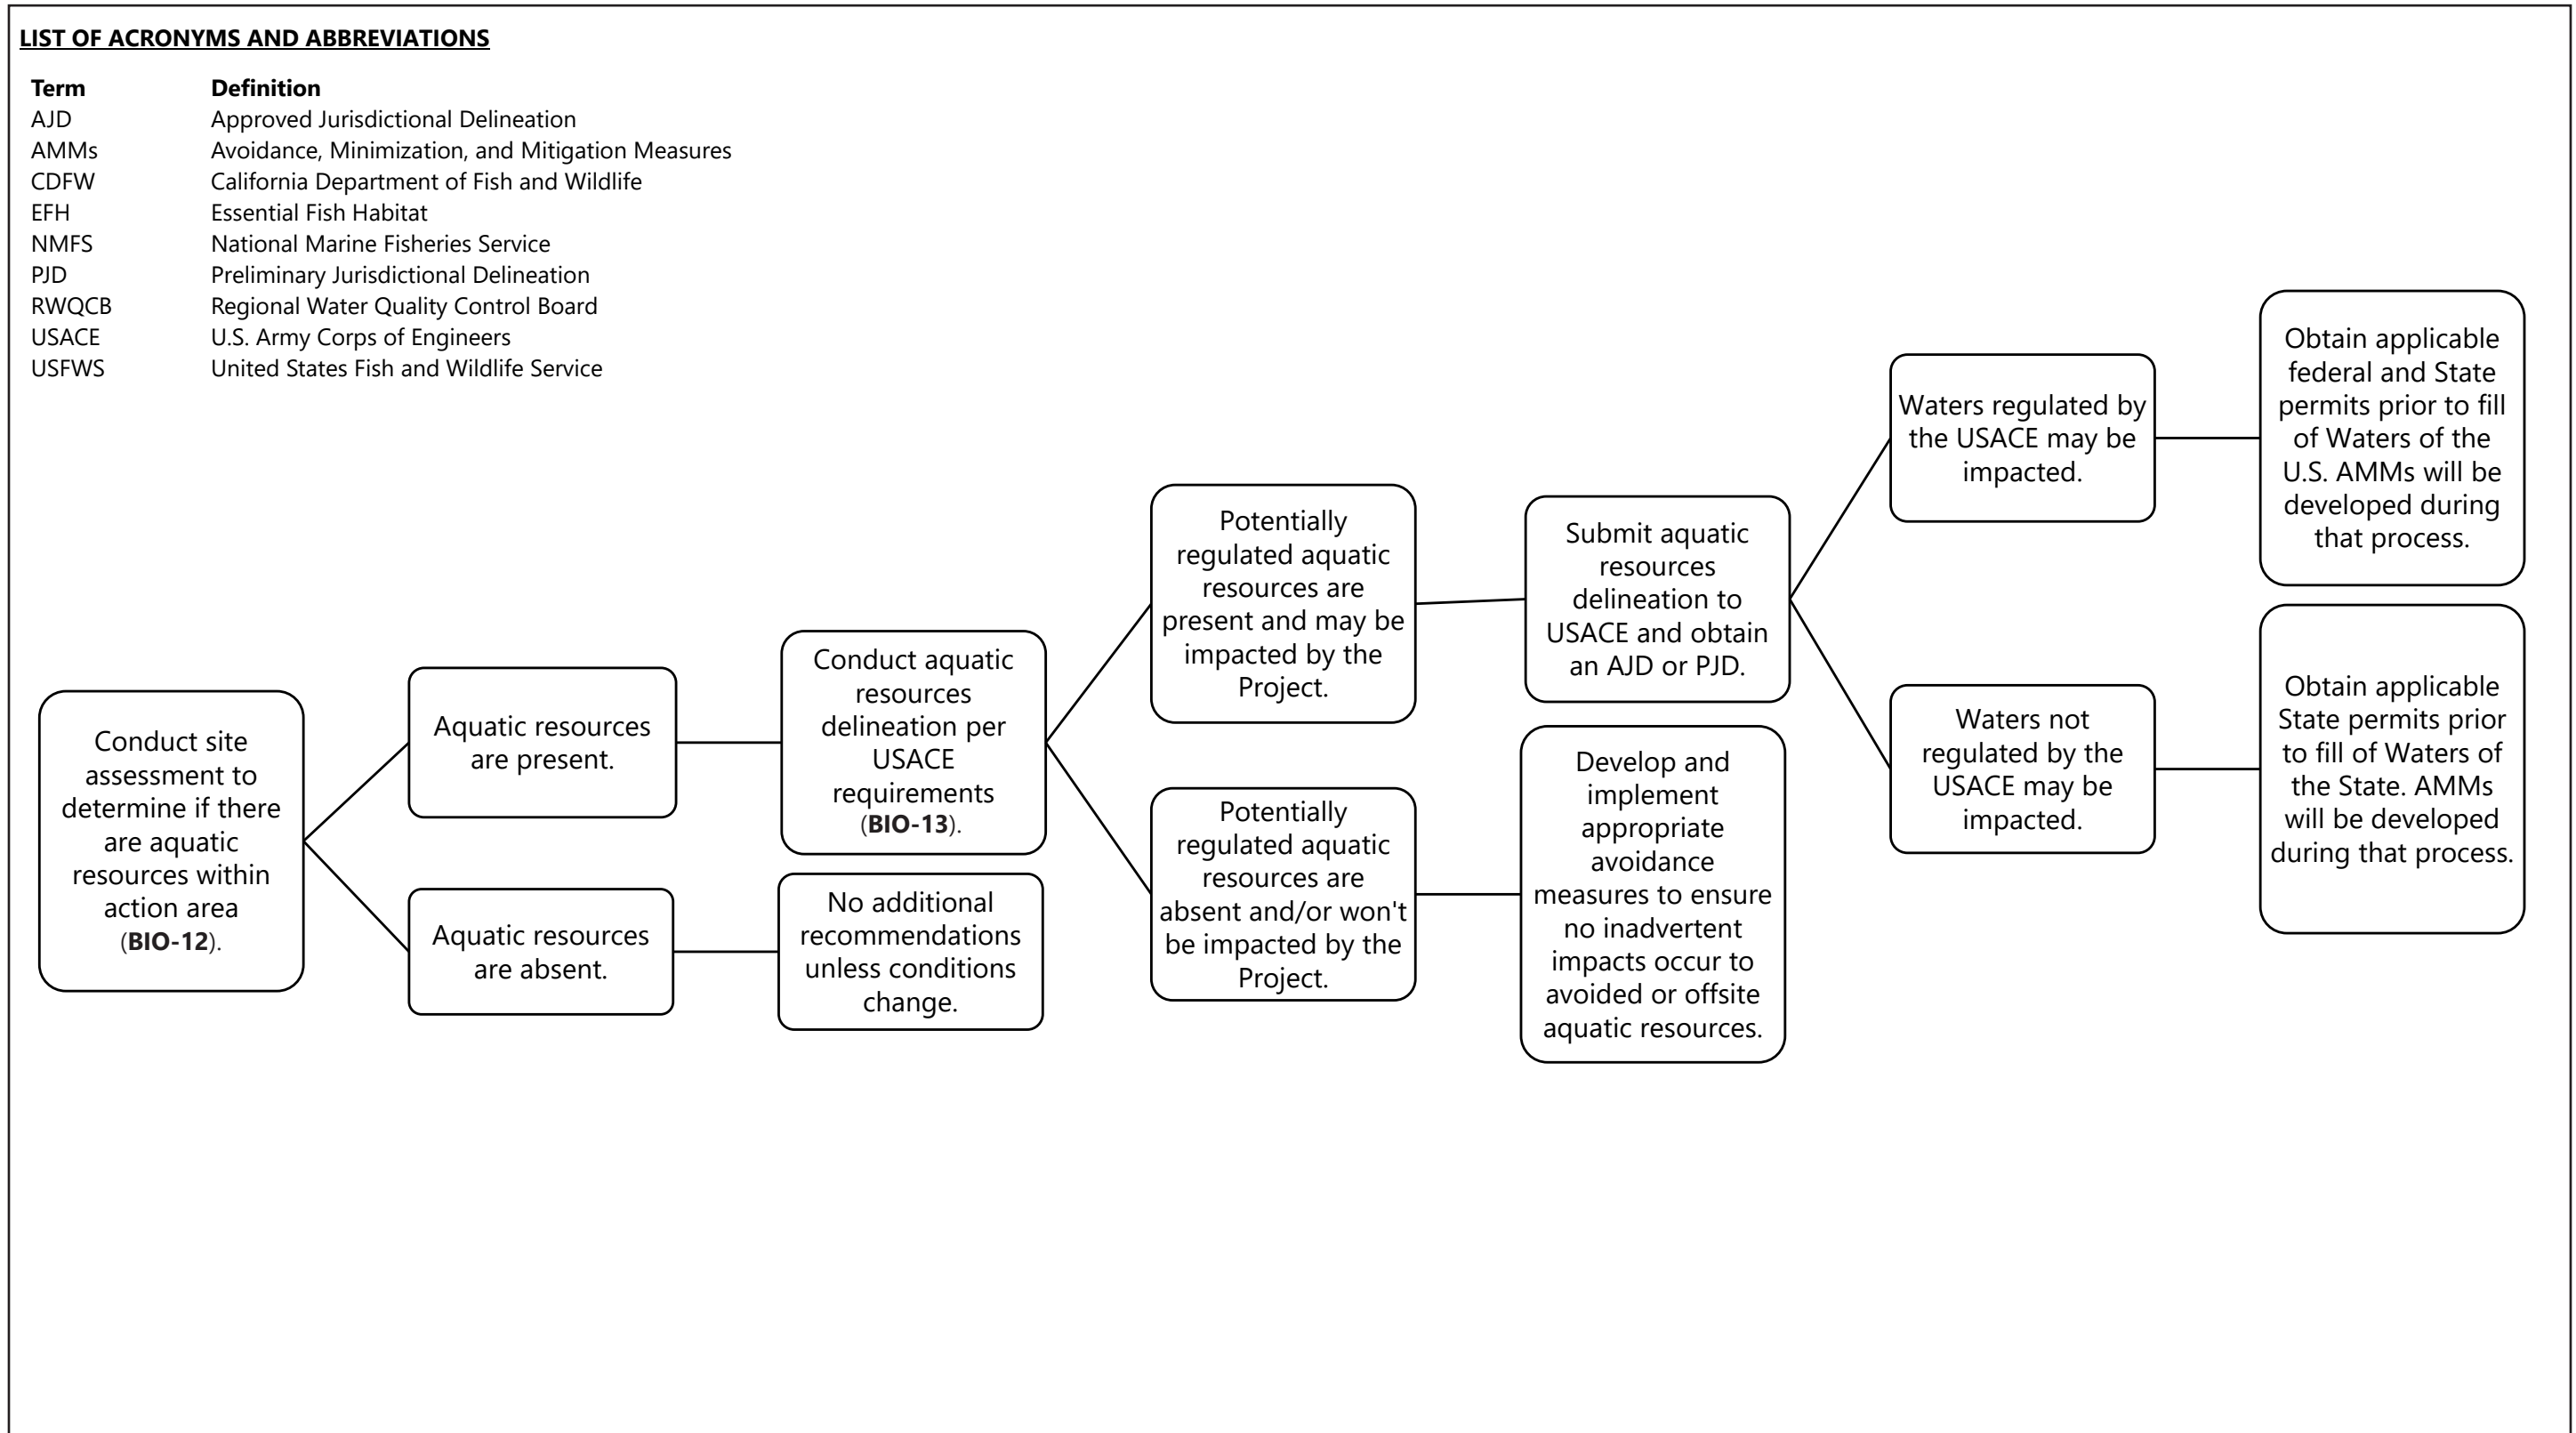 LIST OF ACRONYMS AND ABBREVIATIONS
Term Definition
AJD Approved Jurisdictional Delineation
AMMs Avoidance, Minimization, and Mitigation Measures
CDFW California Department of Fish and Wildlife
EFH Essential Fish Habitat
NMFS National Marine Fisheries Service
PJD Preliminary Jurisdictional Delineation
RWQCB Regional Water Quality Control Board
USACE U.S. Army Corps of Engineers
USFWS United States Fish and Wildlife Service
Conduct site
assessment to
determine if there
are aquatic
resources within
action area
(BIO-12).
Aquatic resources
are present.
Aquatic resources
are absent.
Conduct aquatic
resources
delineation per
USACE
requirements
(BIO-13).
No additional
recommendations
unless conditions
change.
Potentially
regulated aquatic
resources are
present and may be
impacted by the
Project.
Potentially
regulated aquatic
resources are
absent and/or won't
be impacted by the
Project.
Submit aquatic
resources
delineation to
USACE and obtain
an AJD or PJD.
Develop and
implement
appropriate
avoidance
measures to ensure
no inadvertent
impacts occur to
avoided or offsite
aquatic resources.
Waters regulated by
the USACE may be
impacted.
Waters not
regulated by the
USACE may be
impacted.
Obtain applicable
federal and State
permits prior to fill
of Waters of the
U.S. AMMs will be
developed during
that process.
Obtain applicable
State permits prior
to fill of Waters of
the State. AMMs
will be developed
during that process.